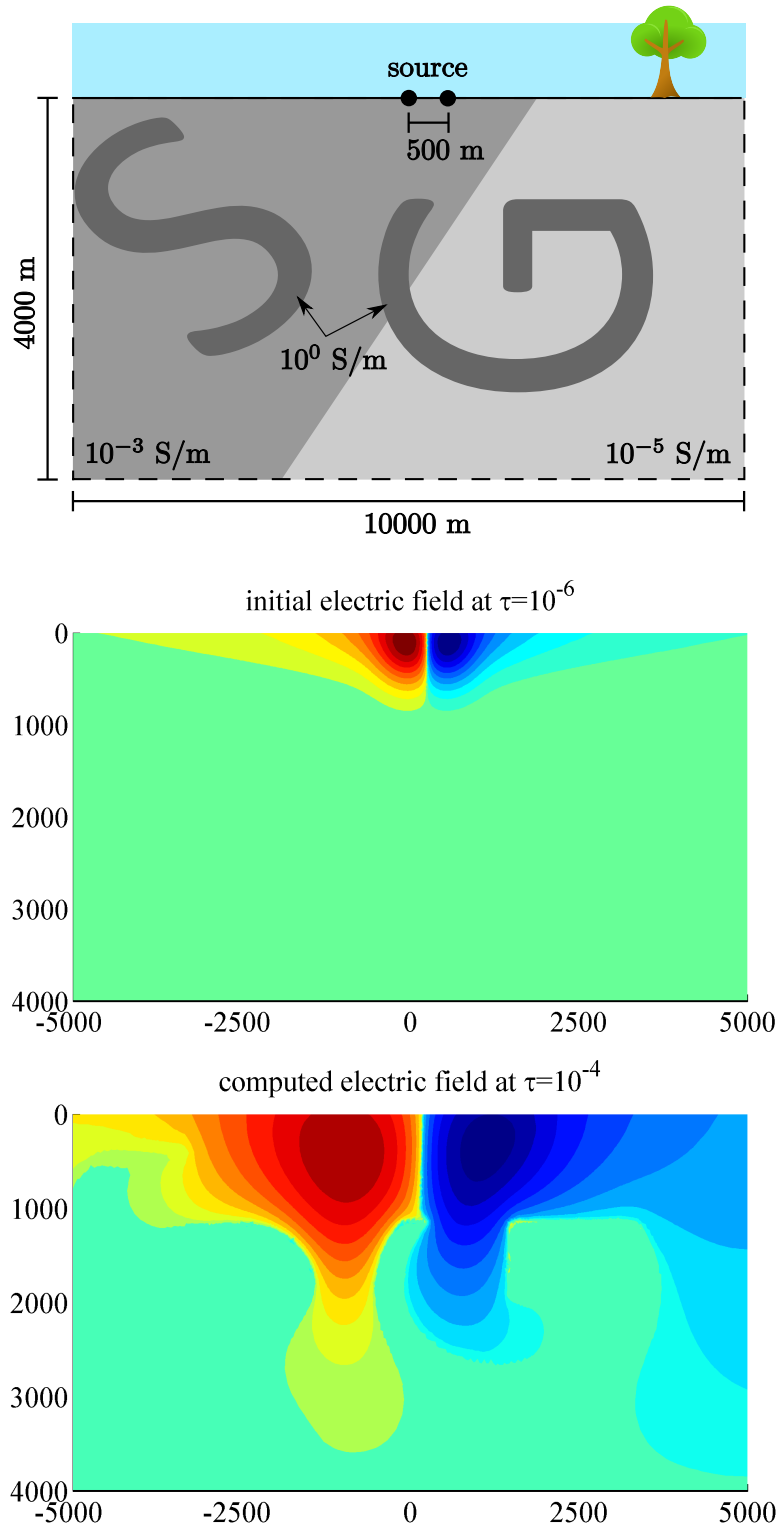 source
500 m
4000 m
10⁰ S/m
10⁻³ S/m
10⁻⁵ S/m
10000 m
initial electric field at τ=10⁻⁶
0
1000
2000
3000
4000
-5000 -2500 0 2500 5000
computed electric field at τ=10⁻⁴
0
1000
2000
3000
4000
-5000 -2500 0 2500 5000